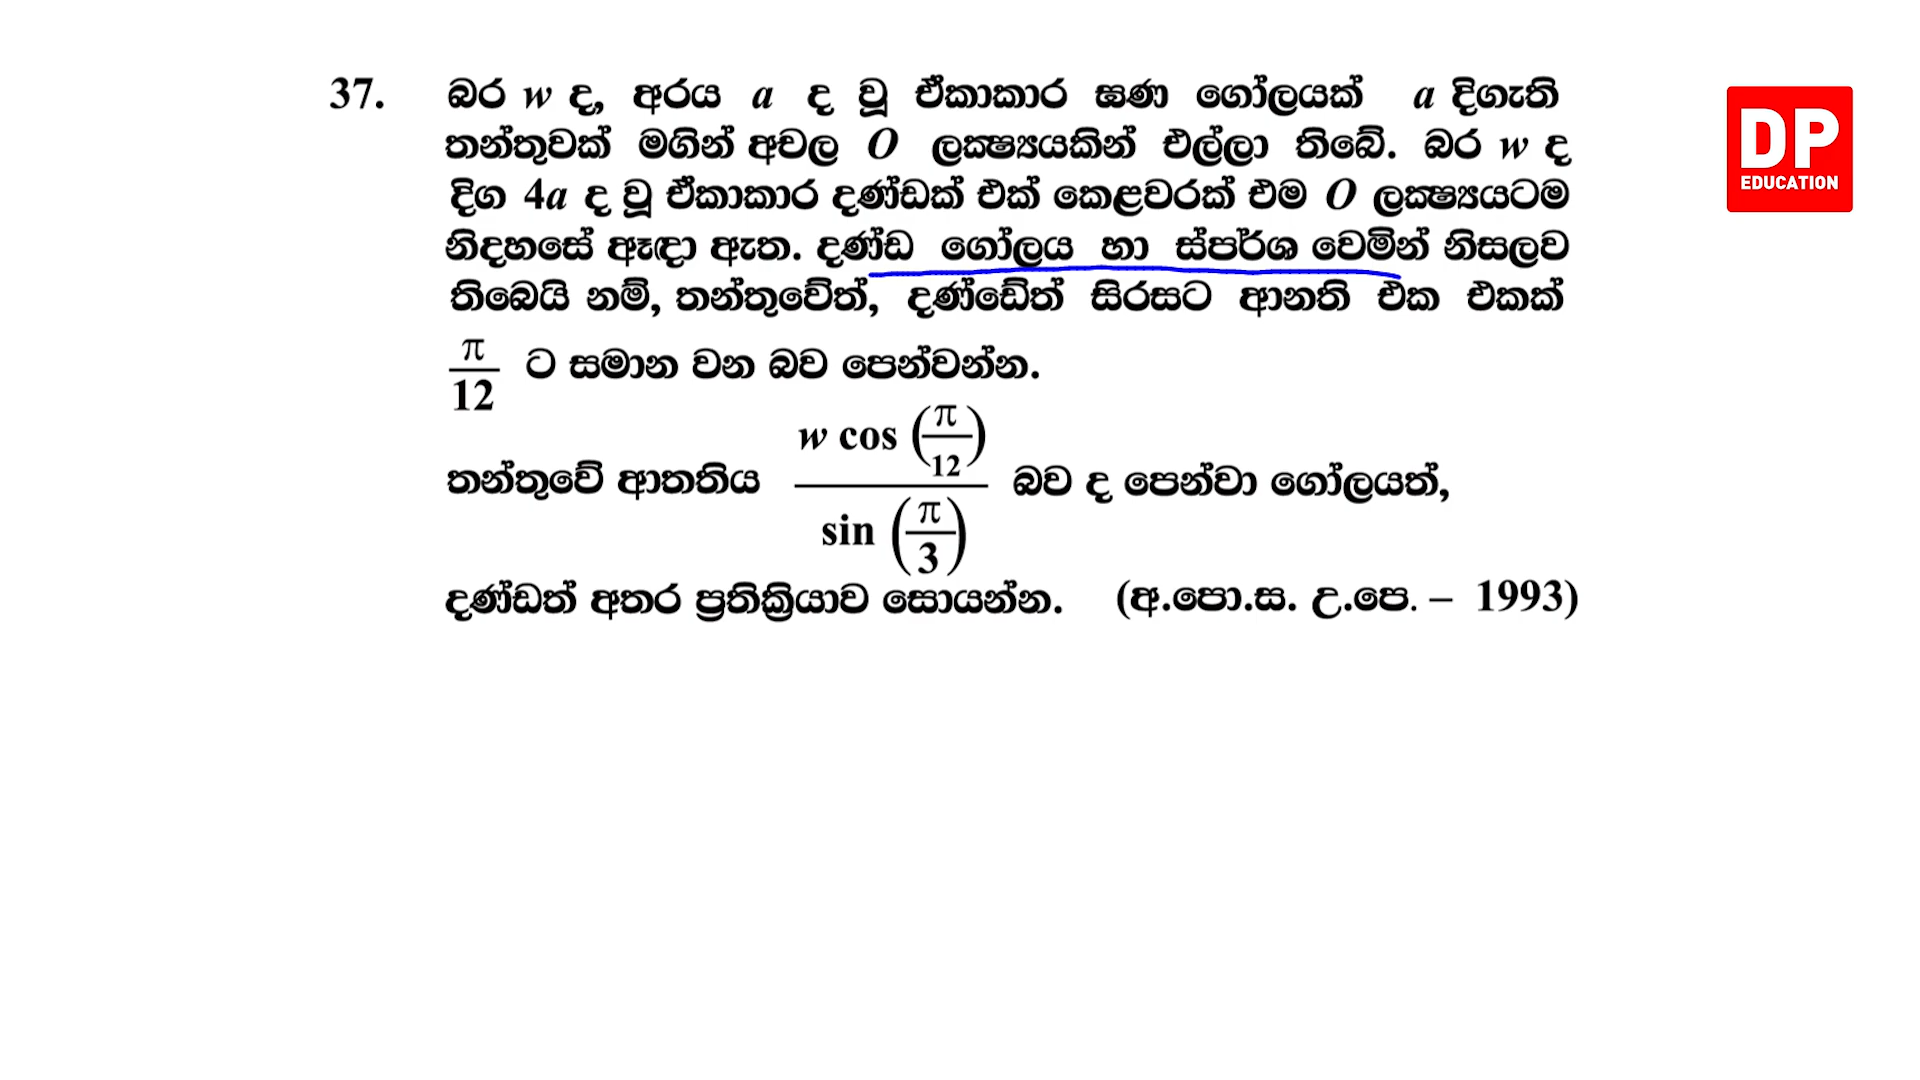 37. බර w ද, අරය a ද වූ ඒකාකාර ඝණ ගෝලයක් a දිගැති
තන්තුවක් මගින් අචල O ලක්‍ෂ්‍යයකින් එල්ලා තිබේ. බර w ද
දිග 4a ද වූ ඒකාකාර දණ්ඩක් එක් කෙළවරක් එම O ලක්‍ෂ්‍යයටම
නිදහසේ ඈඳා ඇත. දණ්ඩ ගෝලය හා ස්පර්ශ වෙමින් නිසලව
තිබෙයි නම්, තන්තුවේත්, දණ්ඩේත් සිරසට ආනති එක එකක්
π/12 ට සමාන වන බව පෙන්වන්න.
තන්තුවේ ආතතිය w cos (π/12) / sin (π/3) බව ද පෙන්වා ගෝලයත්,
දණ්ඩත් අතර ප්‍රතික්‍රියාව සොයන්න. (අ.පො.ස. උ.පෙ. – 1993)
DP
EDUCATION